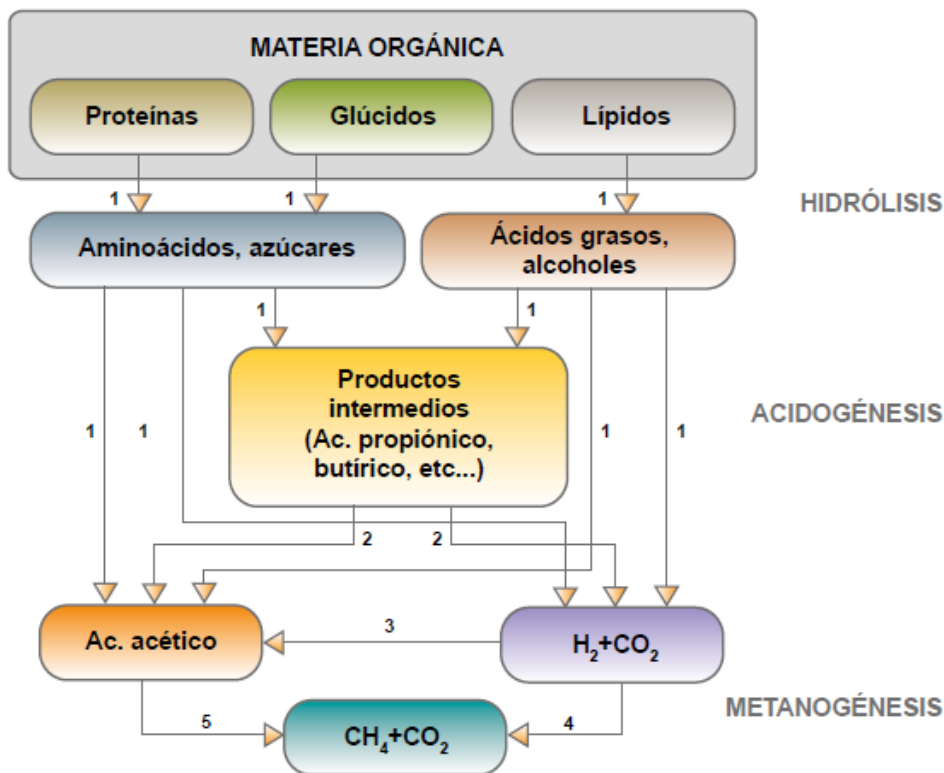 MATERIA ORGÁNICA
Proteínas
Glúcidos
Lípidos
1
1
1
HIDRÓLISIS
Aminoácidos, azúcares
Ácidos grasos,
alcoholes
1
1
Productos
intermedios
(Ac. propiónico,
butírico, etc...)
ACIDOGÉNESIS
1
1
1
1
2
2
Ac. acético
3
H₂+CO₂
METANOGÉNESIS
5
CH₄+CO₂
4